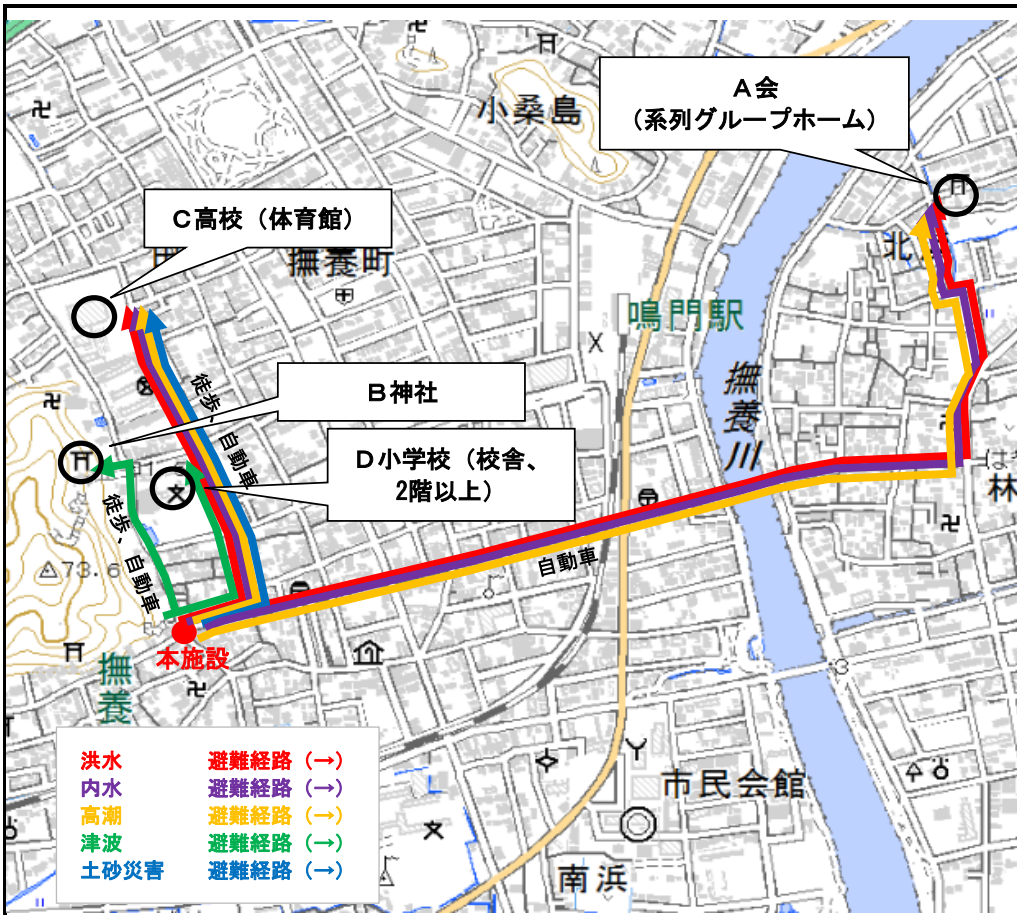 小桑島
A会
（系列グループホーム）
C高校（体育館）
撫養町
鳴門駅
撫養川
B神社
D小学校（校舎、
2階以上）
徒歩、自動車
徒歩、自動車
自動車
73.6
林
本施設
撫養
市民会館
南浜
洪水 避難経路（→）
内水 避難経路（→）
高潮 避難経路（→）
津波 避難経路（→）
土砂災害 避難経路（→）